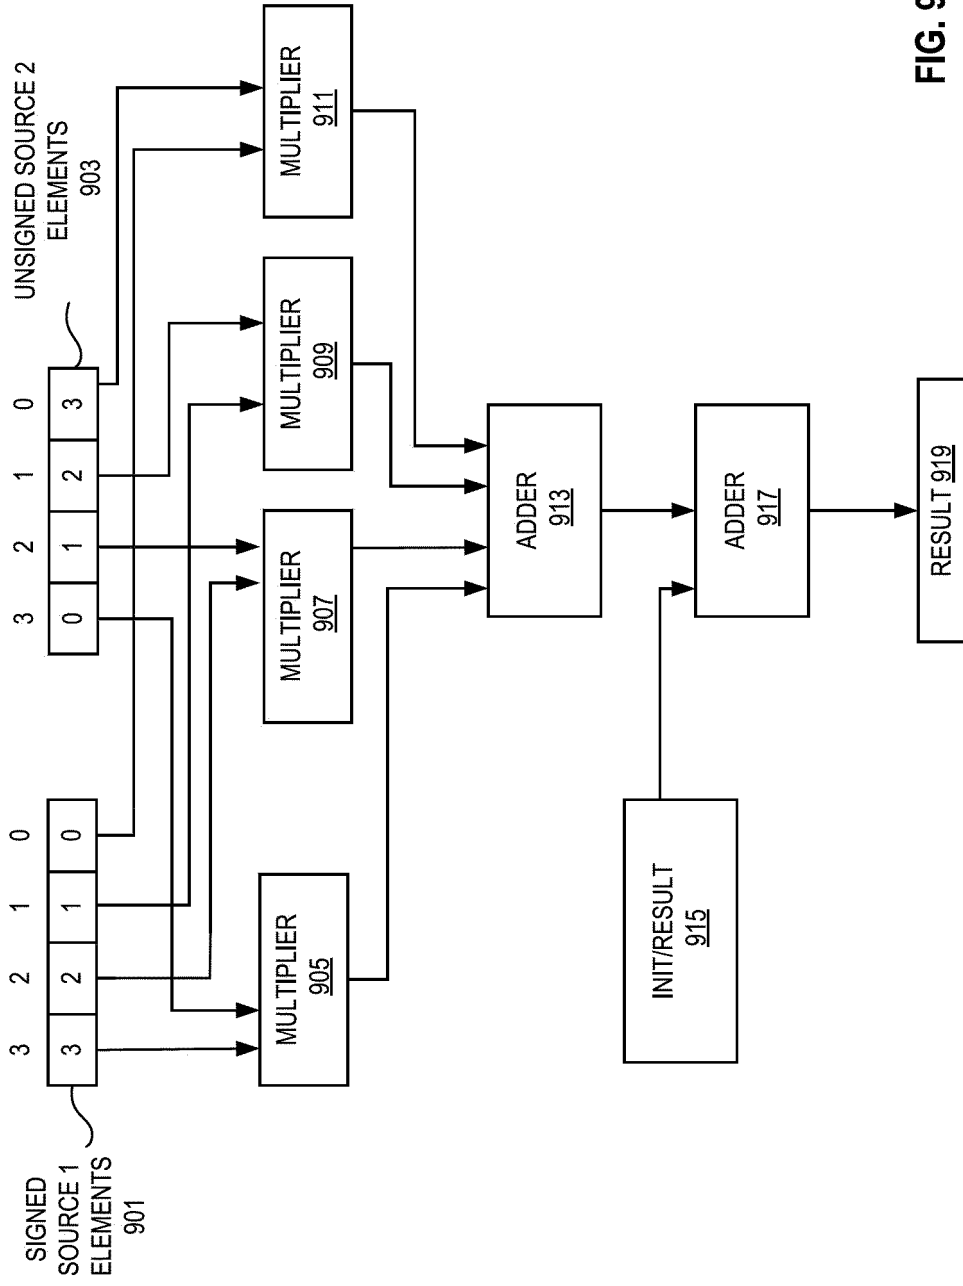 SIGNED
SOURCE 1
ELEMENTS
901
3 2 1 0
3 2 1 0
UNSIGNED SOURCE 2
ELEMENTS
903
3 2 1 0
0 1 2 3
MULTIPLIER
905
MULTIPLIER
907
MULTIPLIER
909
MULTIPLIER
911
ADDER
913
INIT/RESULT
915
ADDER
917
RESULT 919
FIG. 9